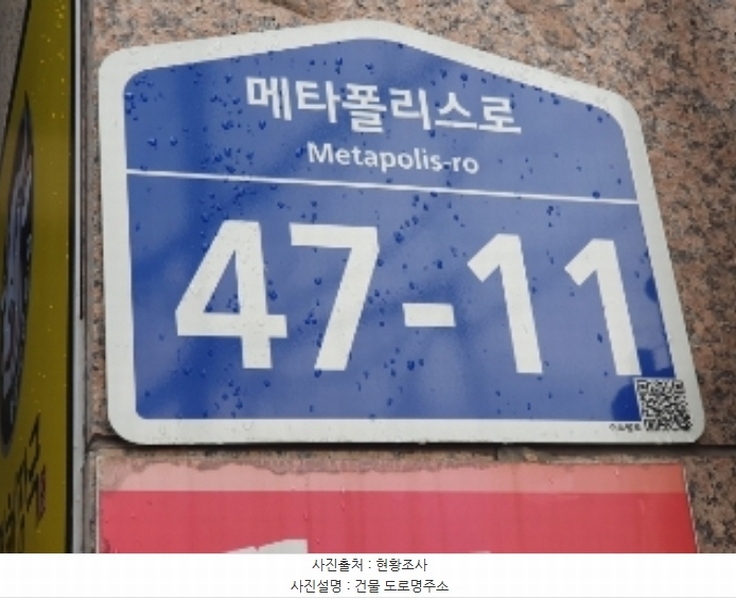 메타폴리스로
Metapolis-ro
47-11
사진출처 : 현황조사
사진설명 : 건물 도로명주소